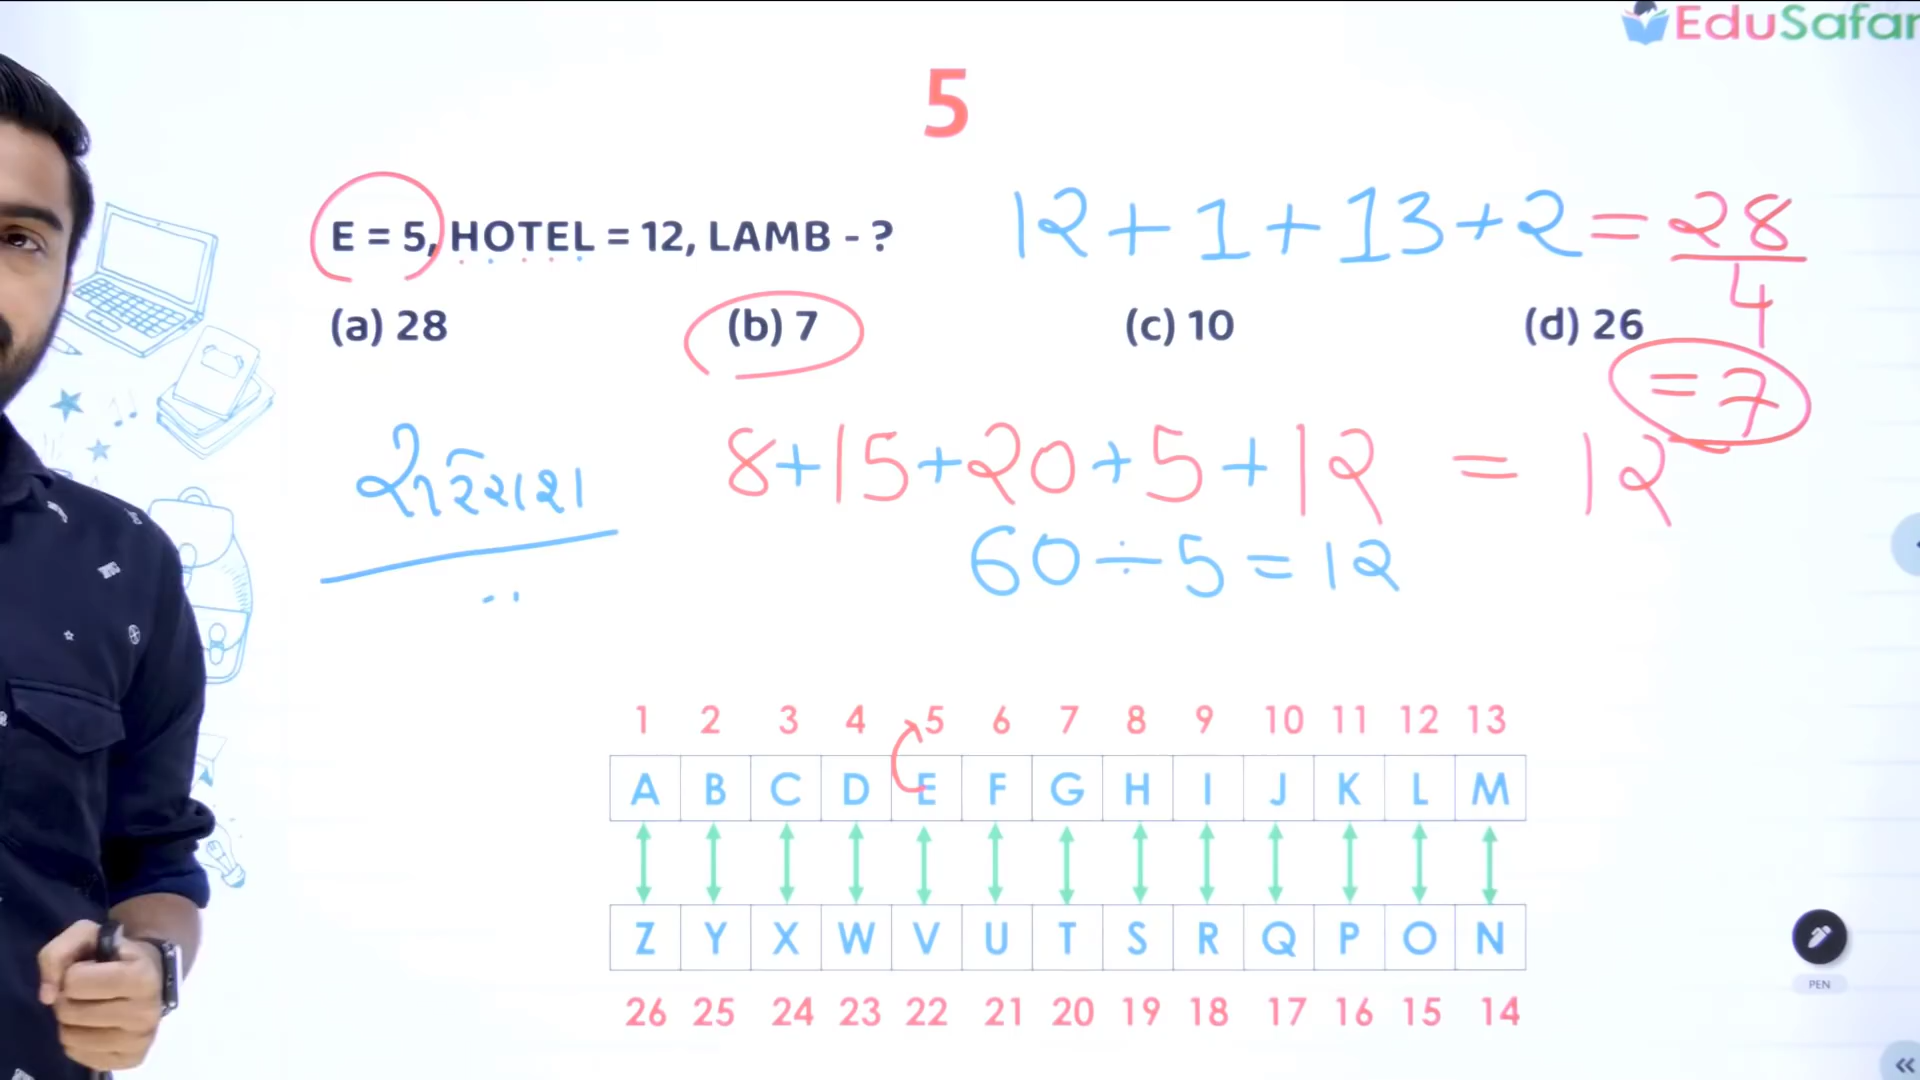 EduSafar
5
E = 5, HOTEL = 12, LAMB - ?
12+1+13+2=28
4
=7
(a) 28 (b) 7 (c) 10 (d) 26
8+15+20+5+12 = 12
60÷5=12
1 2 3 4 5 6 7 8 9 10 11 12 13
A B C D E F G H I J K L M
Z Y X W V U T S R Q P O N
26 25 24 23 22 21 20 19 18 17 16 15 14
PEN